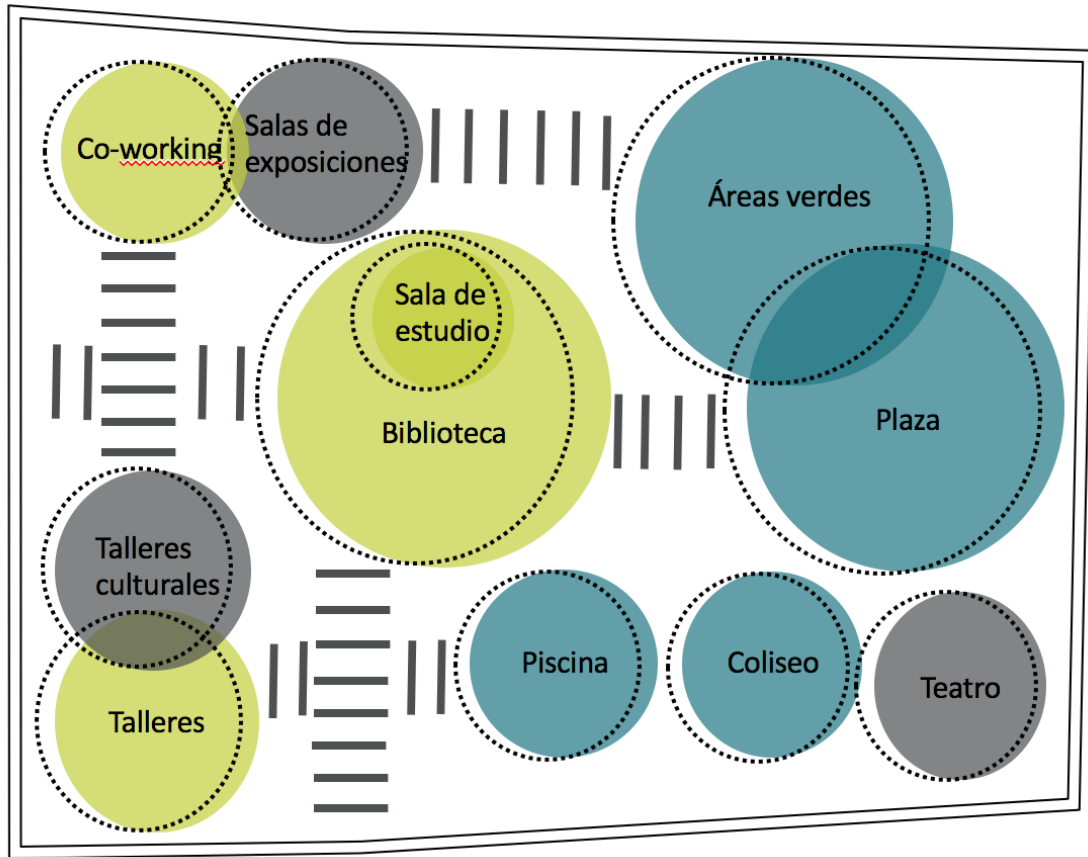 Co-working
Salas de
exposiciones
Áreas verdes
Sala de
estudio
Biblioteca
Plaza
Talleres
culturales
Talleres
Piscina
Coliseo
Teatro